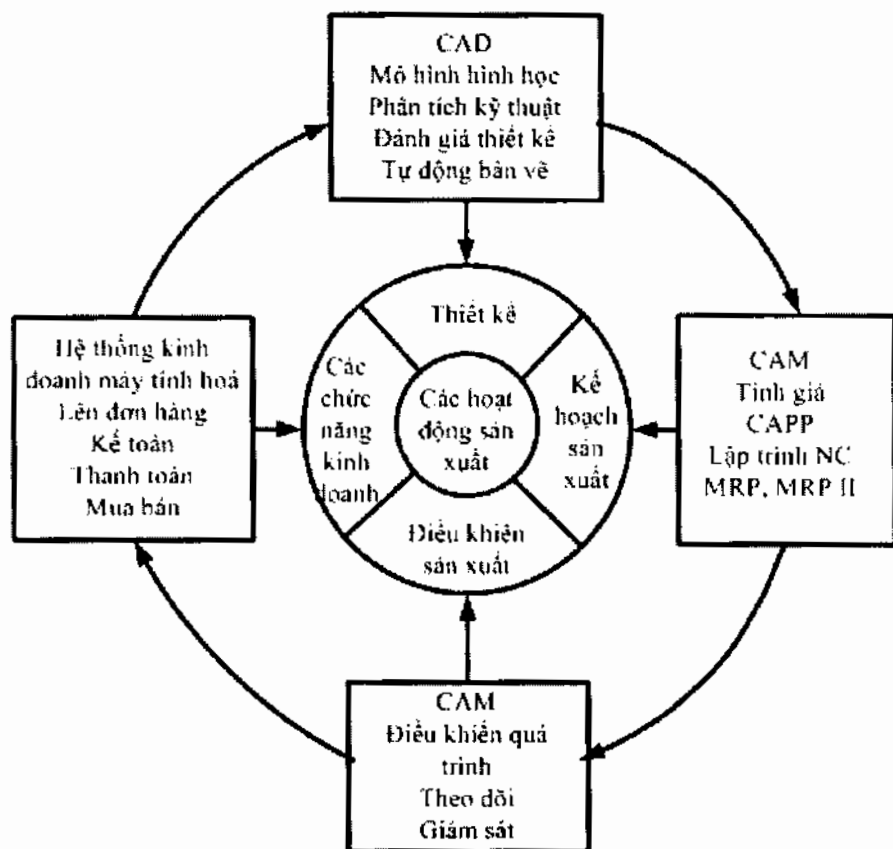 CAD
Mô hình hình học
Phân tích kỹ thuật
Đánh giá thiết kế
Tự động bản vẽ
Hệ thống kinh
doanh máy tính hoá
Lên đơn hàng
Kế toán
Thanh toán
Mua bán
Thiết kế
Các
chức
năng
kinh
doanh
Các hoạt
động sản
xuất
Kế
hoạch
sản
xuất
Điều khiển
sản xuất
CAM
Tính giá
CAPP
Lập trình NC
MRP, MRP II
CAM
Điều khiển quá
trình
Theo dõi
Giám sát